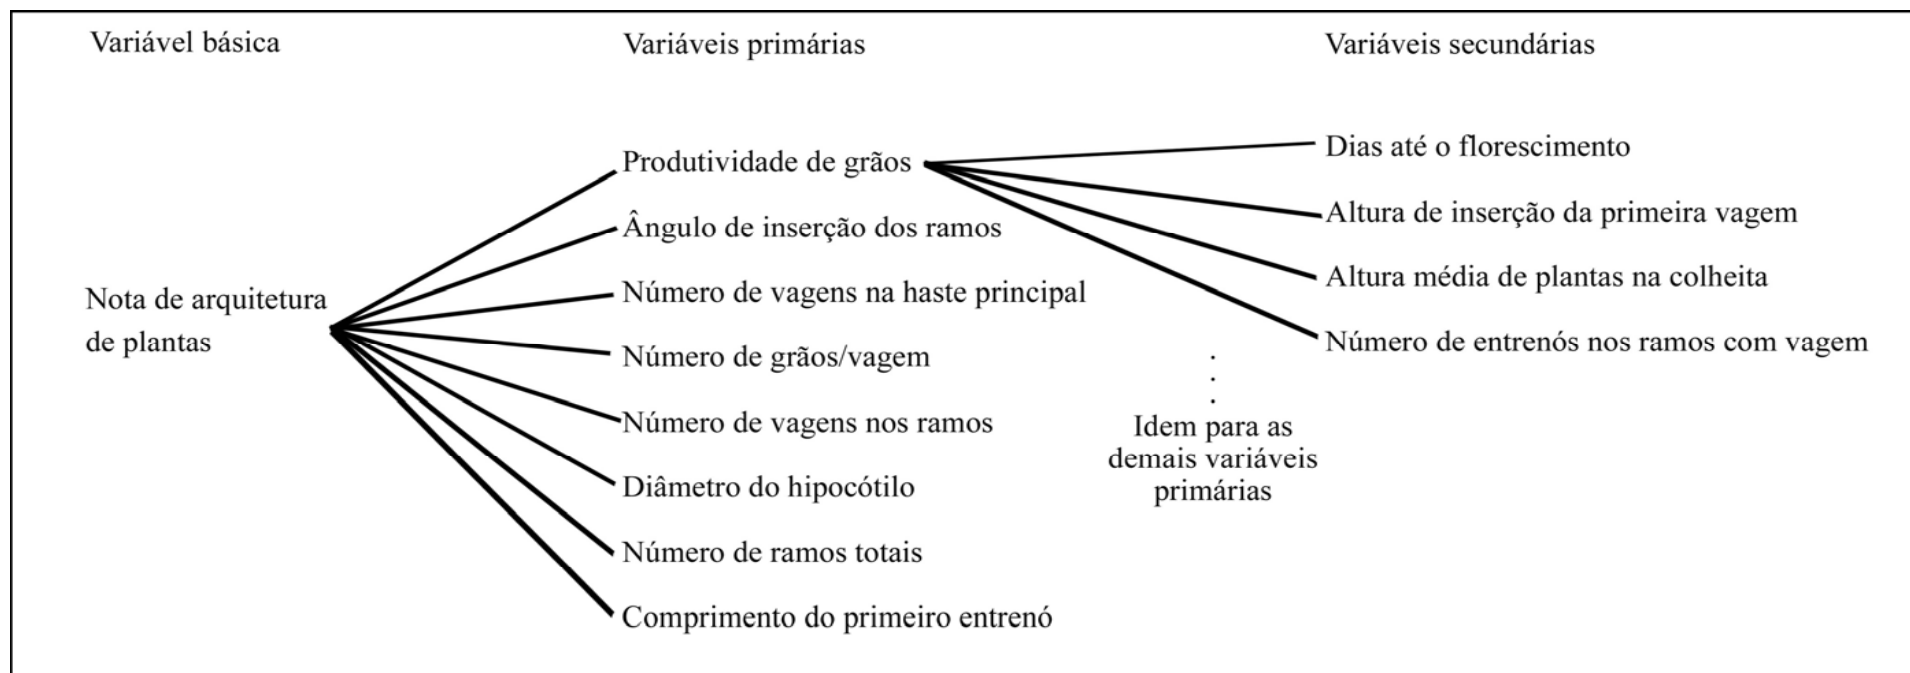 Variável básica
Variáveis primárias
Variáveis secundárias
Nota de arquitetura
de plantas
Produtividade de grãos
Ângulo de inserção dos ramos
Número de vagens na haste principal
Número de grãos/vagem
Número de vagens nos ramos
Diâmetro do hipocótilo
Número de ramos totais
Comprimento do primeiro entrenó
Dias até o florescimento
Altura de inserção da primeira vagem
Altura média de plantas na colheita
Número de entrenós nos ramos com vagem
.
.
.
Idem para as
demais variáveis
primárias